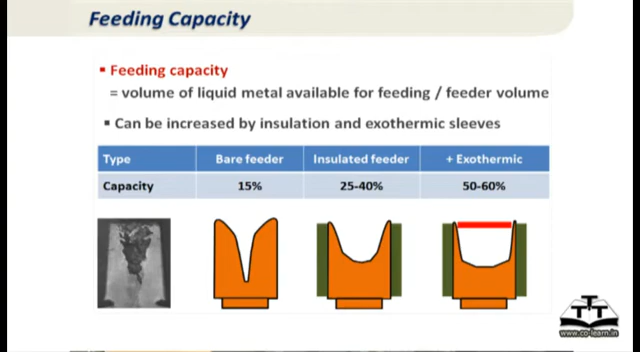 Feeding Capacity
▪ Feeding capacity
= volume of liquid metal available for feeding / feeder volume
▪ Can be increased by insulation and exothermic sleeves
Type Bare feeder Insulated feeder + Exothermic
Capacity 15% 25-40% 50-60%
TTT
www.co-learn.in